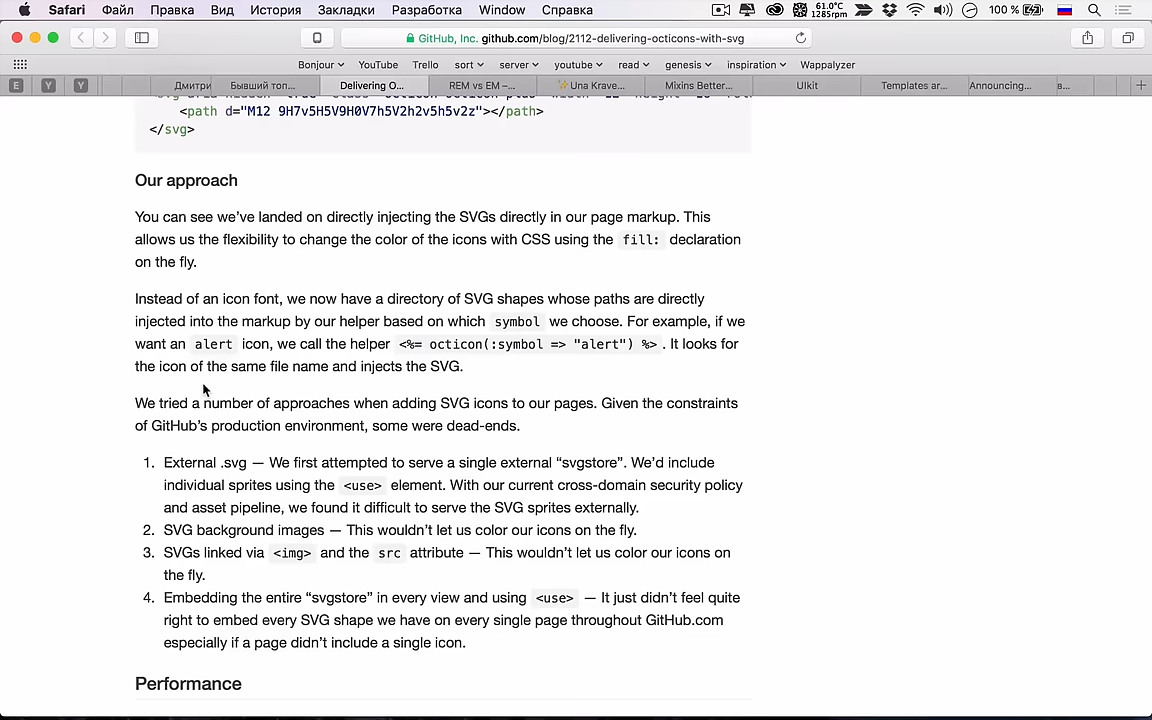 Safari Файл Правка Вид История Закладки Разработка Window Справка 61.0°C 1285rpm 100 %
GitHub, Inc. github.com/blog/2112-delivering-octicons-with-svg
Bonjour YouTube Trello sort server youtube read genesis inspiration Wappalyzer
E Y Y Дмитри Бывший топ... Delivering O... REM vs EM –... ✨Una Krave... Mixins Better... UIkit Templates ar... Announcing... в...
<path d="M12 9H7v5H5V9H0V7h5V2h2v5h5v2z"></path>
</svg>
Our approach
You can see we’ve landed on directly injecting the SVGs directly in our page markup. This
allows us the flexibility to change the color of the icons with CSS using the fill: declaration
on the fly.
Instead of an icon font, we now have a directory of SVG shapes whose paths are directly
injected into the markup by our helper based on which symbol we choose. For example, if we
want an alert icon, we call the helper <%= octicon(:symbol => "alert") %> . It looks for
the icon of the same file name and injects the SVG.
We tried a number of approaches when adding SVG icons to our pages. Given the constraints
of GitHub’s production environment, some were dead-ends.
1. External .svg — We first attempted to serve a single external “svgstore”. We’d include
individual sprites using the <use> element. With our current cross-domain security policy
and asset pipeline, we found it difficult to serve the SVG sprites externally.
2. SVG background images — This wouldn’t let us color our icons on the fly.
3. SVGs linked via <img> and the src attribute — This wouldn’t let us color our icons on
the fly.
4. Embedding the entire “svgstore” in every view and using <use> — It just didn’t feel quite
right to embed every SVG shape we have on every single page throughout GitHub.com
especially if a page didn’t include a single icon.
Performance